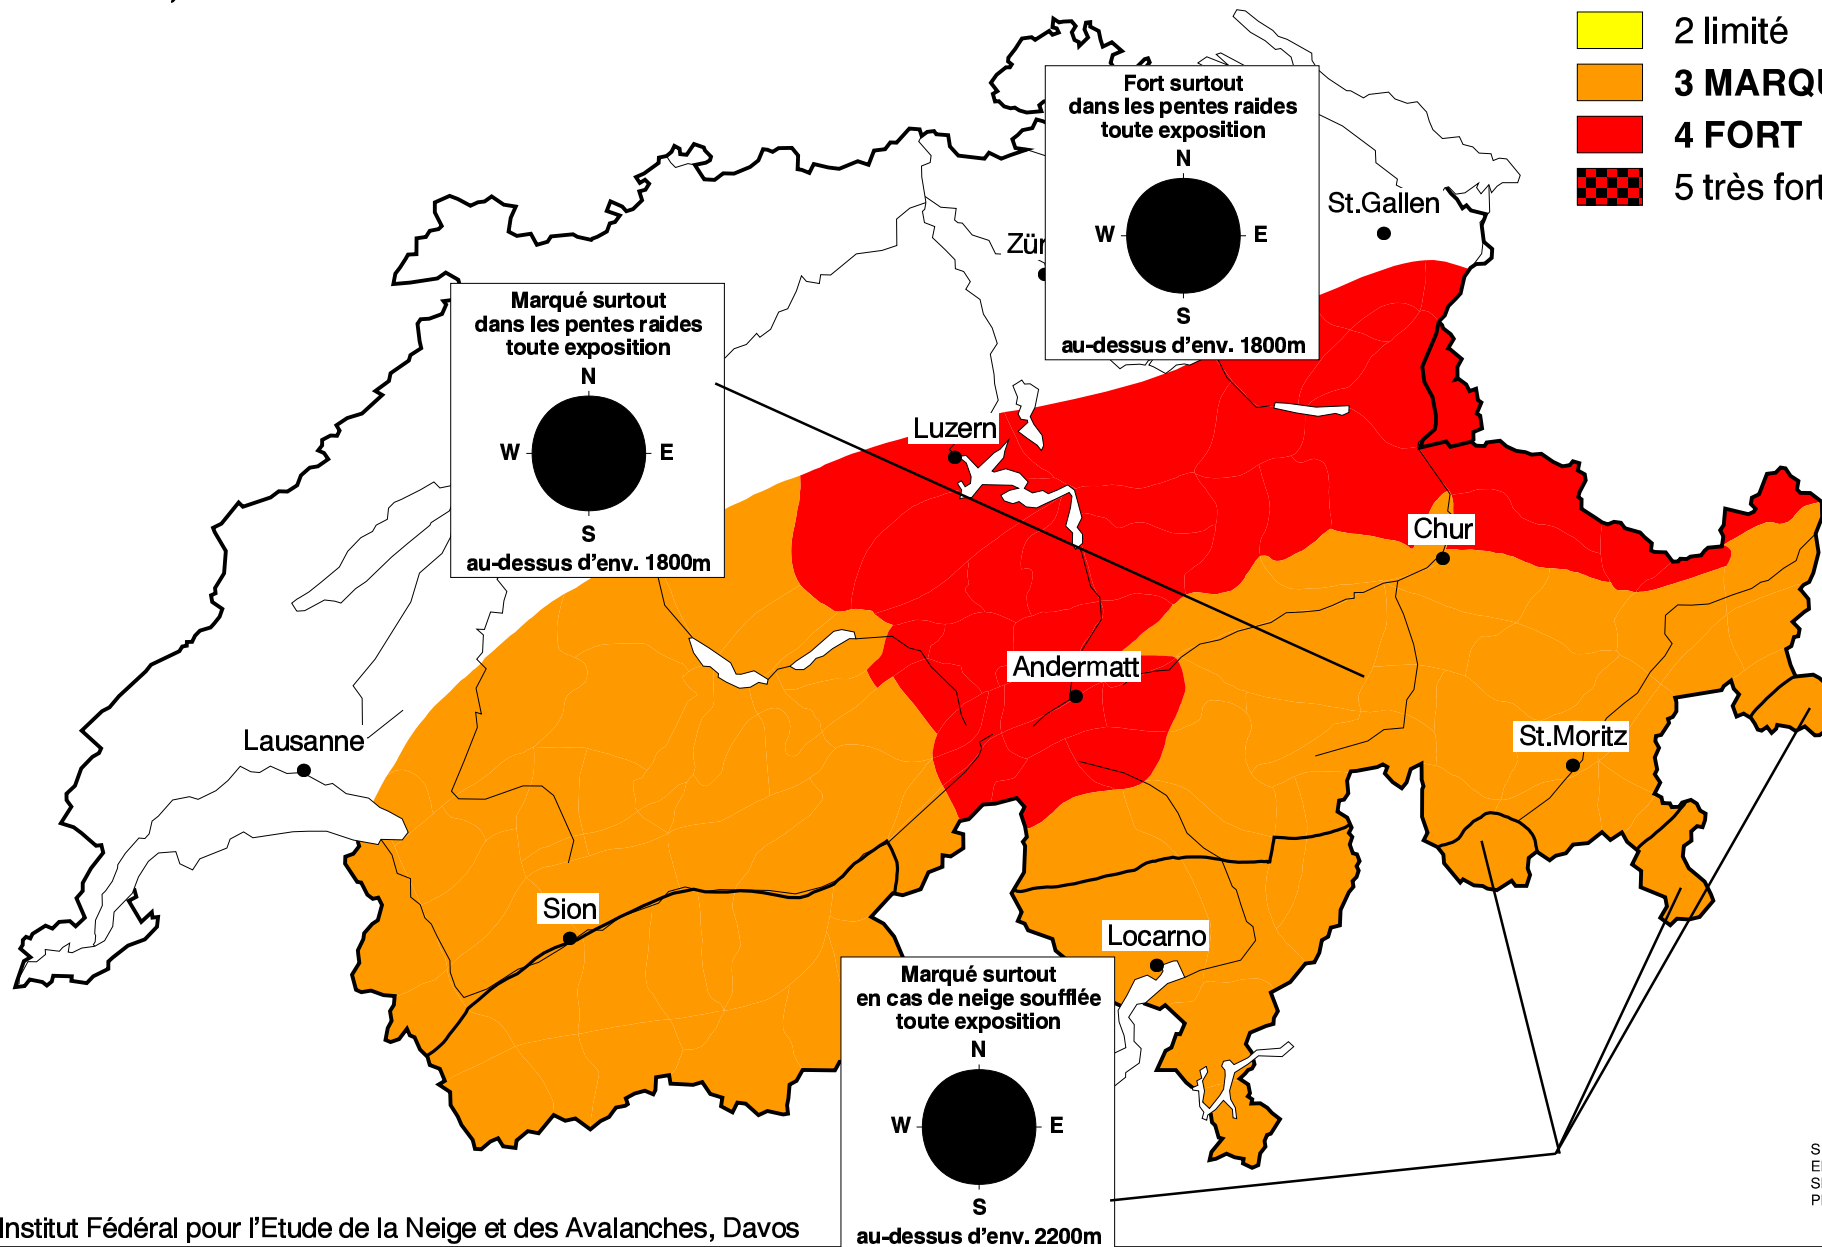 2 limité
3 MARQU
4 FORT
5 très fort
Fort surtout
dans les pentes raides
toute exposition
N
W E
S
au-dessus d'env. 1800m
St.Gallen
Zür
Marqué surtout
dans les pentes raides
toute exposition
N
W E
S
au-dessus d'env. 1800m
Luzern
Chur
Andermatt
Lausanne
St.Moritz
Sion
Locarno
Marqué surtout
en cas de neige soufflée
toute exposition
N
W E
S
au-dessus d'env. 2200m
Institut Fédéral pour l'Etude de la Neige et des Avalanches, Davos